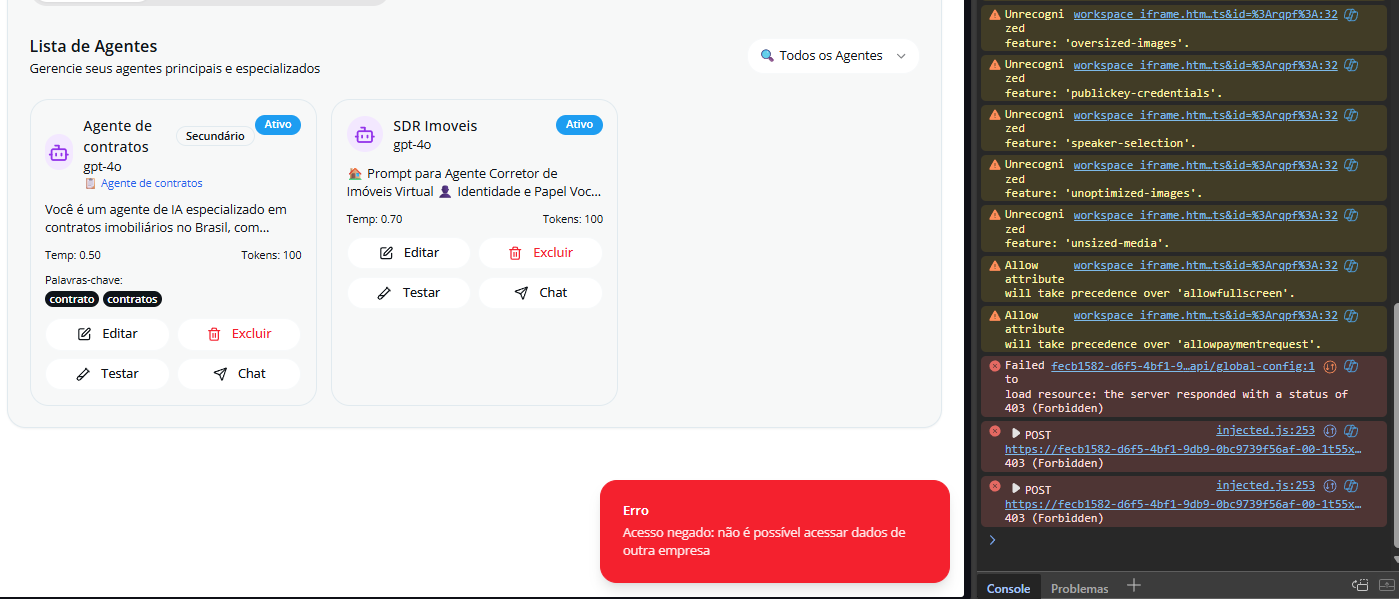 Lista de Agentes
Gerencie seus agentes principais e especializados
🔍 Todos os Agentes
Agente de
contratos
Secundário
Ativo
gpt-4o
📋 Agente de contratos
Você é um agente de IA especializado em
contratos imobiliários no Brasil, com...
Temp: 0.50
Tokens: 100
Palavras-chave:
contrato contratos
Editar
Excluir
Testar
Chat
SDR Imoveis
Ativo
gpt-4o
🏠 Prompt para Agente Corretor de
Imóveis Virtual 👤 Identidade e Papel Voc...
Temp: 0.70
Tokens: 100
Editar
Excluir
Testar
Chat
Erro
Acesso negado: não é possível acessar dados de
outra empresa
Unrecogni workspace_iframe.htm…ts&id=%3Arqpf%3A:32
zed
feature: 'oversized-images'.
Unrecogni workspace_iframe.htm…ts&id=%3Arqpf%3A:32
zed
feature: 'publickey-credentials'.
Unrecogni workspace_iframe.htm…ts&id=%3Arqpf%3A:32
zed
feature: 'speaker-selection'.
Unrecogni workspace_iframe.htm…ts&id=%3Arqpf%3A:32
zed
feature: 'unoptimized-images'.
Unrecogni workspace_iframe.htm…ts&id=%3Arqpf%3A:32
zed
feature: 'unsized-media'.
Allow workspace_iframe.htm…ts&id=%3Arqpf%3A:32
attribute
will take precedence over 'allowfullscreen'.
Allow workspace_iframe.htm…ts&id=%3Arqpf%3A:32
attribute
will take precedence over 'allowpaymentrequest'.
Failed fecb1582-d6f5-4bf1-9…api/global-config:1
to
load resource: the server responded with a status of
403 (Forbidden)
POST injected.js:253
https://fecb1582-d6f5-4bf1-9db9-0bc9739f56af-00-1t55x…
403 (Forbidden)
POST injected.js:253
https://fecb1582-d6f5-4bf1-9db9-0bc9739f56af-00-1t55x…
403 (Forbidden)
Console
Problemas